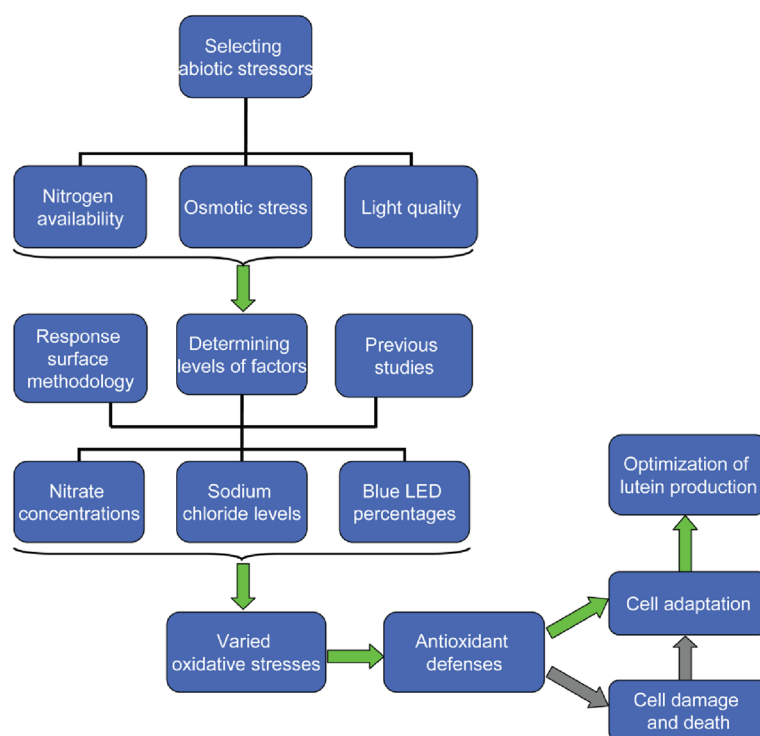 Selecting
abiotic stressors
Nitrogen
availability
Osmotic stress
Light quality
Response
surface
methodology
Determining
levels of factors
Previous
studies
Nitrate
concentrations
Sodium
chloride levels
Blue LED
percentages
Optimization of
lutein production
Cell adaptation
Varied
oxidative stresses
Antioxidant
defenses
Cell damage
and death